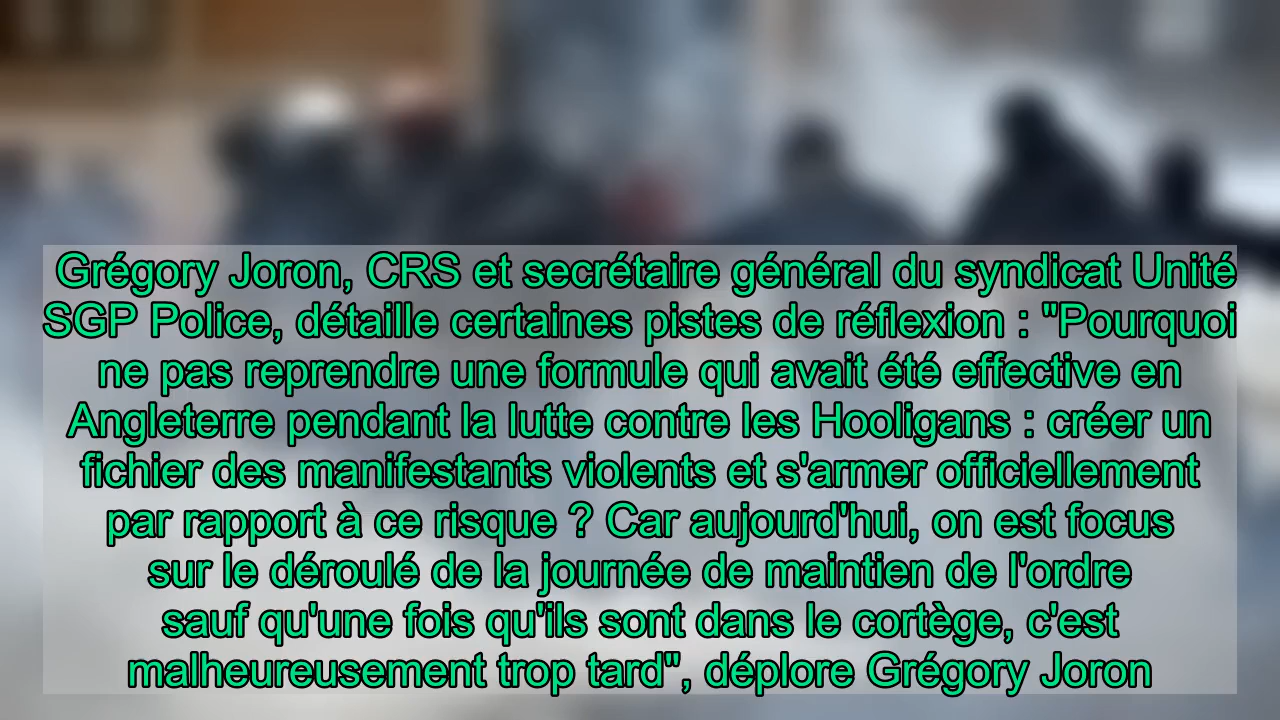 Grégory Joron, CRS et secrétaire général du syndicat Unité
SGP Police, détaille certaines pistes de réflexion : "Pourquoi
ne pas reprendre une formule qui avait été effective en
Angleterre pendant la lutte contre les Hooligans : créer un
fichier des manifestants violents et s'armer officiellement
par rapport à ce risque ? Car aujourd'hui, on est focus
sur le déroulé de la journée de maintien de l'ordre
sauf qu'une fois qu'ils sont dans le cortège, c'est
malheureusement trop tard", déplore Grégory Joron